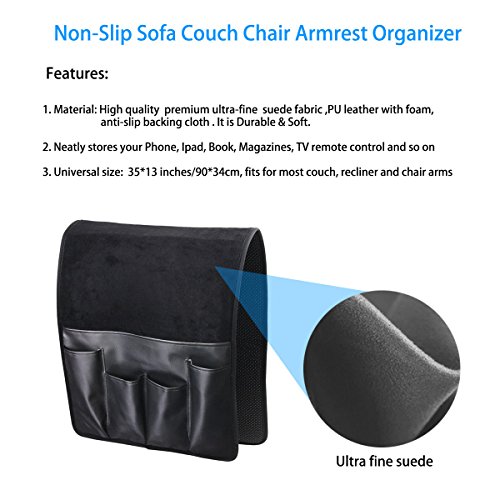 Non-Slip Sofa Couch Chair Armrest Organizer
Features:
1. Material: High quality premium ultra-fine suede fabric ,PU leather with foam,
anti-slip backing cloth . It is Durable & Soft.
2. Neatly stores your Phone, Ipad, Book, Magazines, TV remote control and so on
3. Universal size: 35*13 inches/90*34cm, fits for most couch, recliner and chair arms
Ultra fine suede